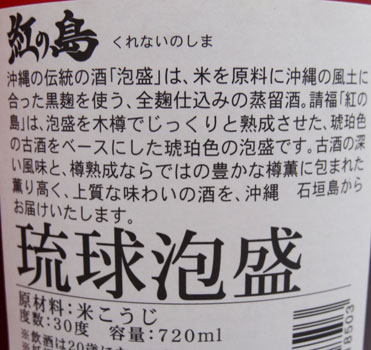 紅の島 くれないのしま
沖縄の伝統の酒「泡盛」は、米を原料に沖縄の風土に
合った黒麹を使う、全麹仕込みの蒸留酒。請福「紅の
島」は、泡盛を木樽でじっくりと熟成させた、琥珀色
の古酒をベースにした琥珀色の泡盛です。古酒の深
い風味と、樽熟成ならではの豊かな樽薫に包まれた
薫り高く、上質な味わいの酒を、沖縄 石垣島から
お届けいたします。
琉球泡盛
原材料:米こうじ
度数:30度 容量:720ml
※飲酒は20歳に
18503